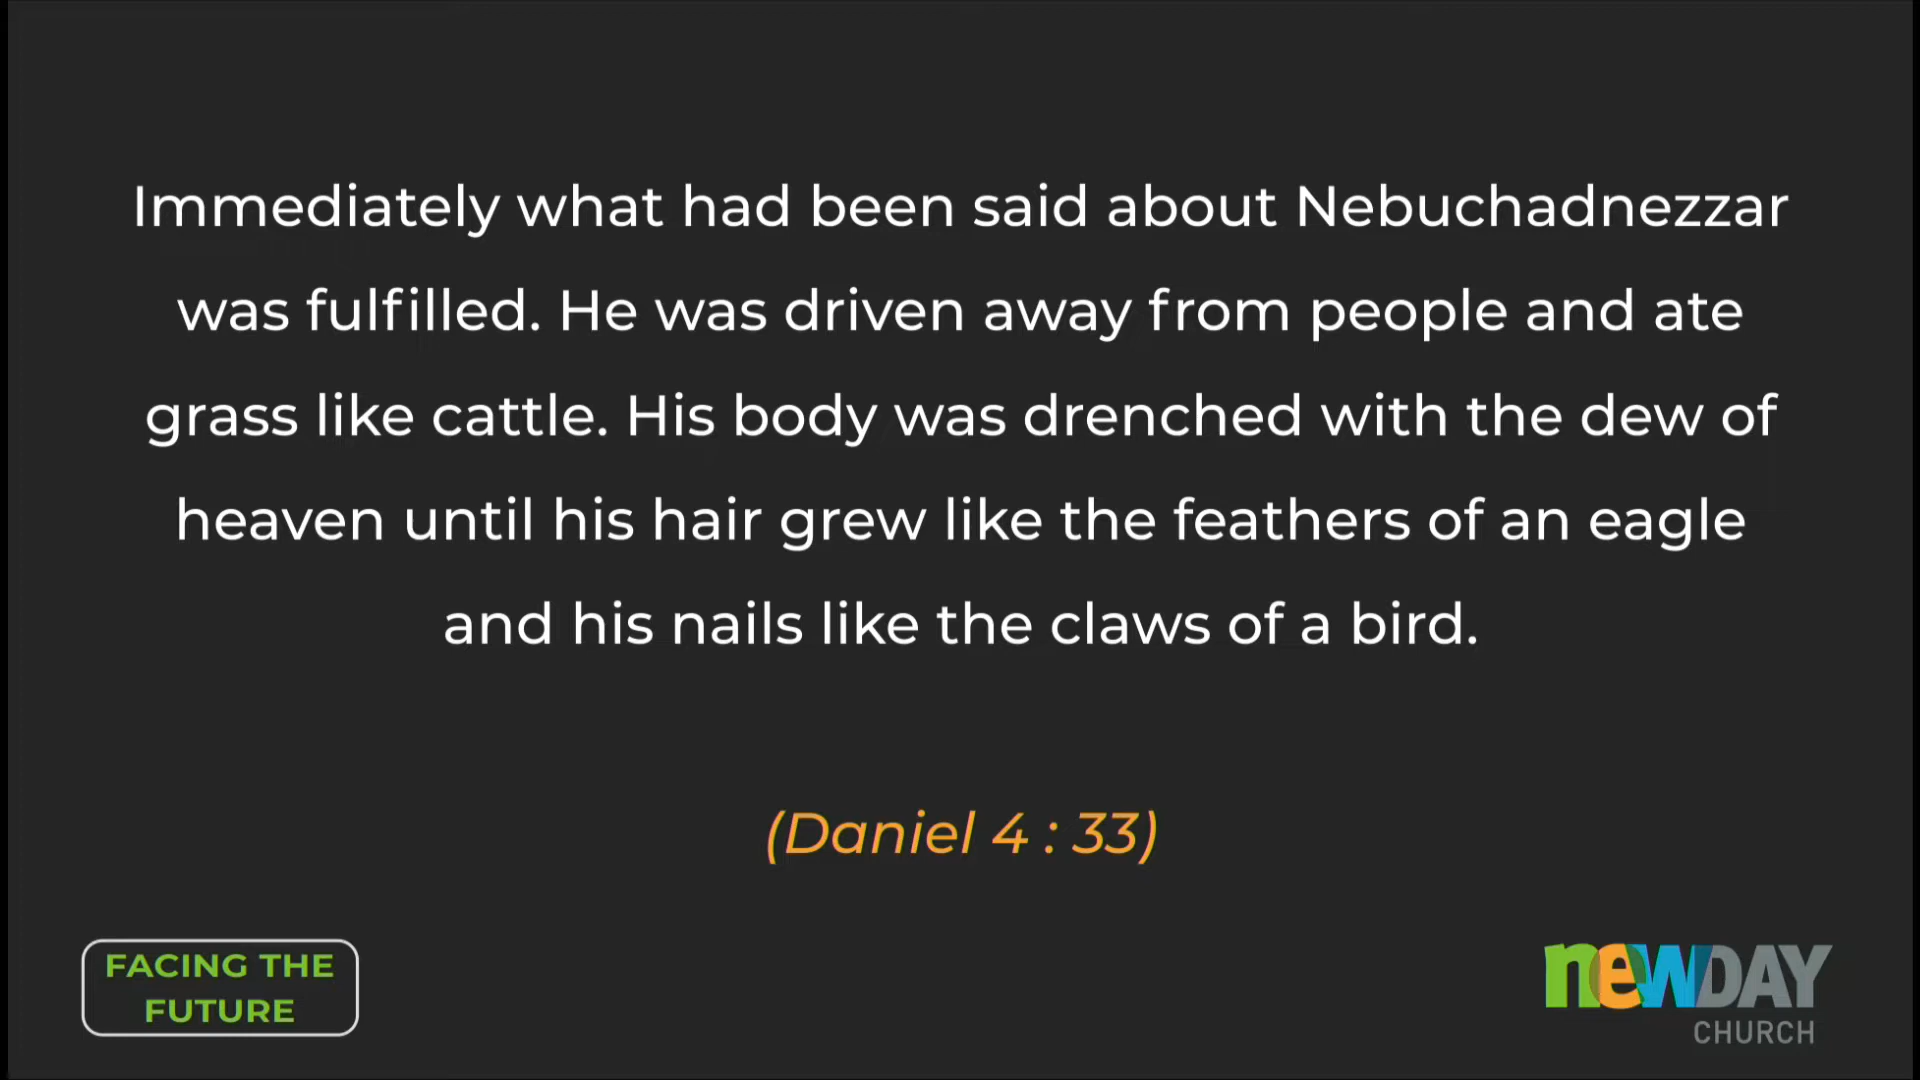 Immediately what had been said about Nebuchadnezzar
was fulfilled. He was driven away from people and ate
grass like cattle. His body was drenched with the dew of
heaven until his hair grew like the feathers of an eagle
and his nails like the claws of a bird.
(Daniel 4 : 33)
FACING THE
FUTURE
newDAY
CHURCH